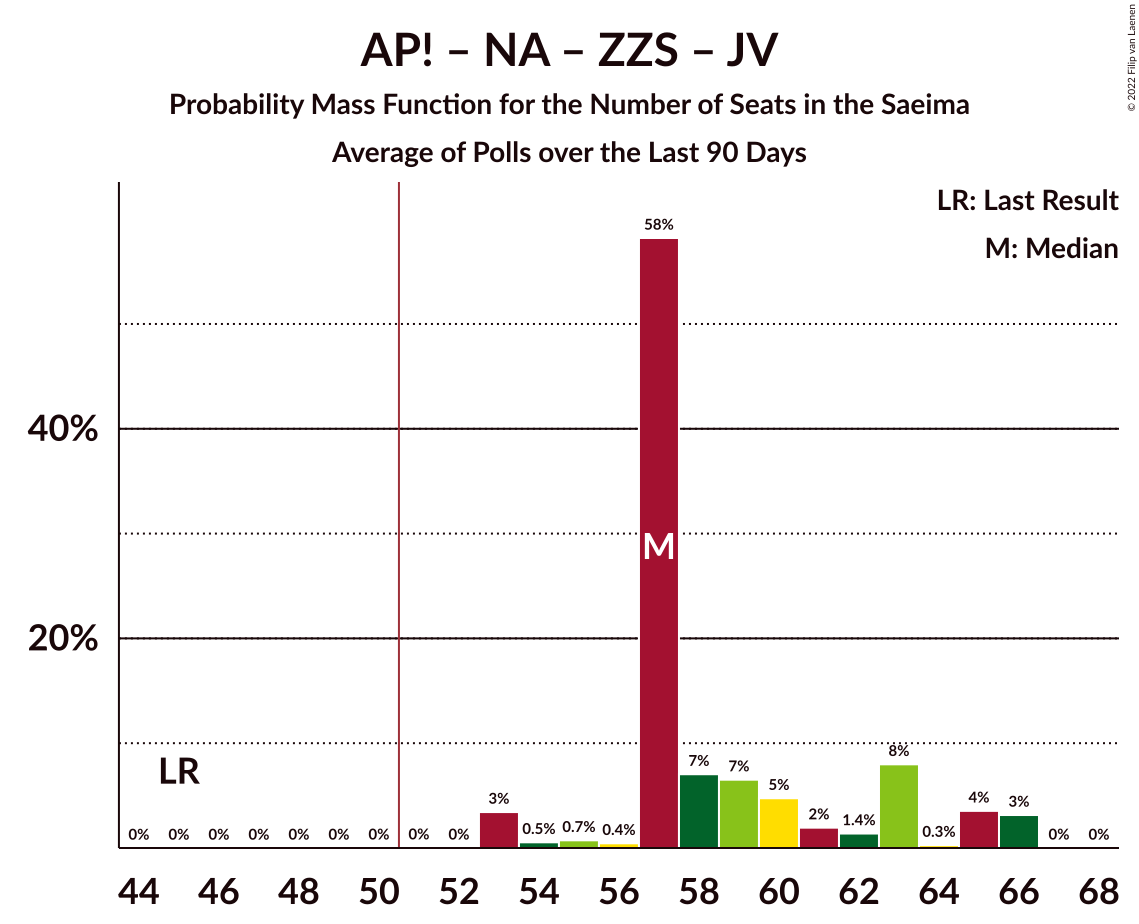 AP! – NA – ZZS – JV
Probability Mass Function for the Number of Seats in the Saeima
Average of Polls over the Last 90 Days
© 2022 Filip van Laenen
LR: Last Result
M: Median
58%
40%
M
20%
LR
0% 0% 0% 0% 0% 0% 0% 0% 0% 3% 0.5% 0.7% 0.4% 7% 7% 5% 2% 1.4% 8% 0.3% 4% 3% 0% 0%
44 46 48 50 52 54 56 58 60 62 64 66 68